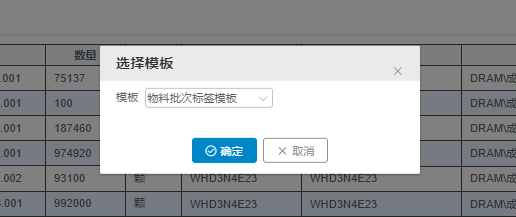 数量
选择模板
.001 75137 DRAM\成
模板 物料批次标签模板
.001 100 DRAM\成
.001 187460 DRAM\成
.001 974920 DRAM\成
确定 取消
.002 93100 颗 WHD3N4E23 WHD3N4E23 DRAM\成
.001 992000 颗 WHD3N4E23 WHD3N4E23 DRAM\成